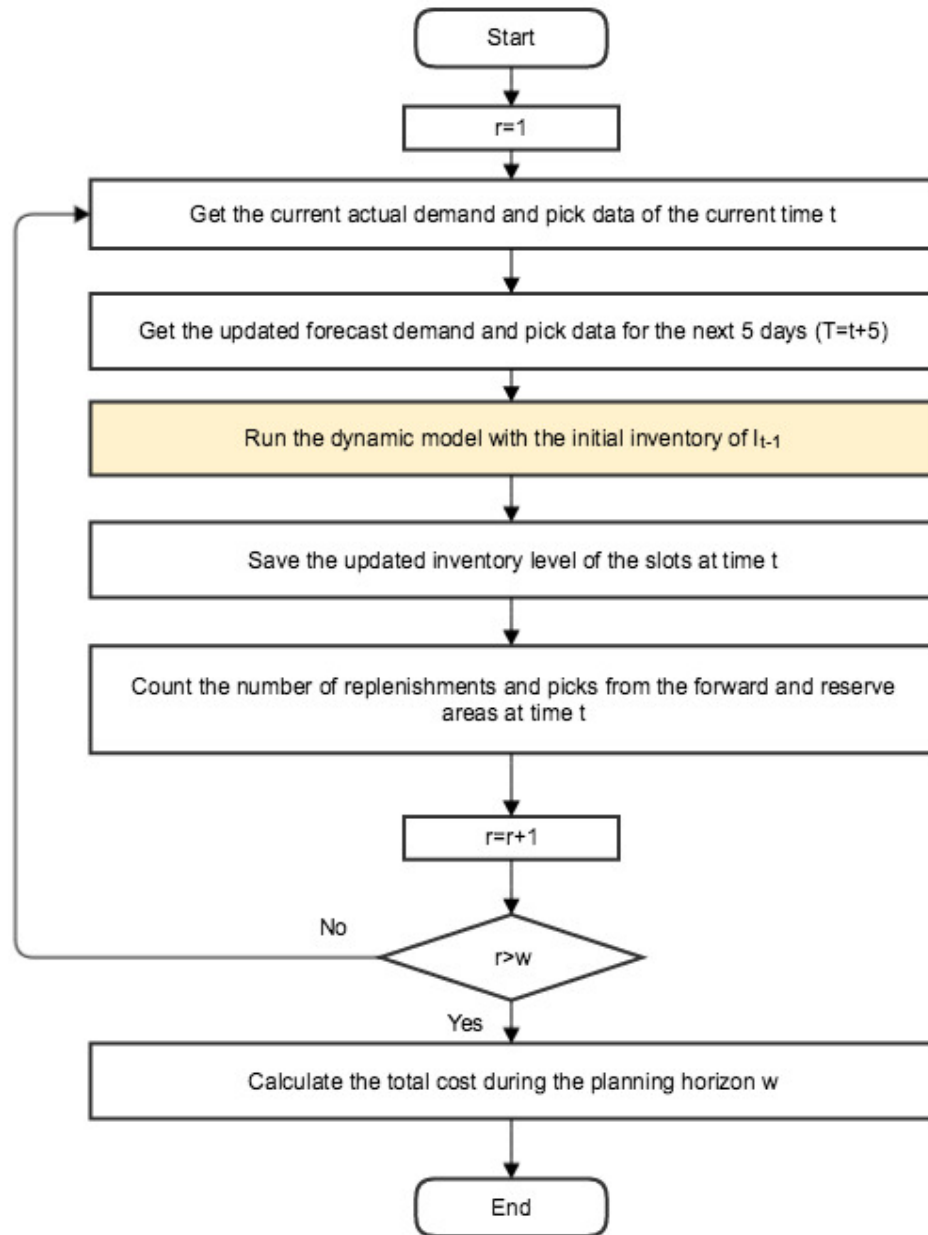 Start
r=1
Get the current actual demand and pick data of the current time t
Get the updated forecast demand and pick data for the next 5 days (T=t+5)
Run the dynamic model with the initial inventory of Iₜ₋₁
Save the updated inventory level of the slots at time t
Count the number of replenishments and picks from the forward and reserve
areas at time t
r=r+1
No
r>w
Yes
Calculate the total cost during the planning horizon w
End